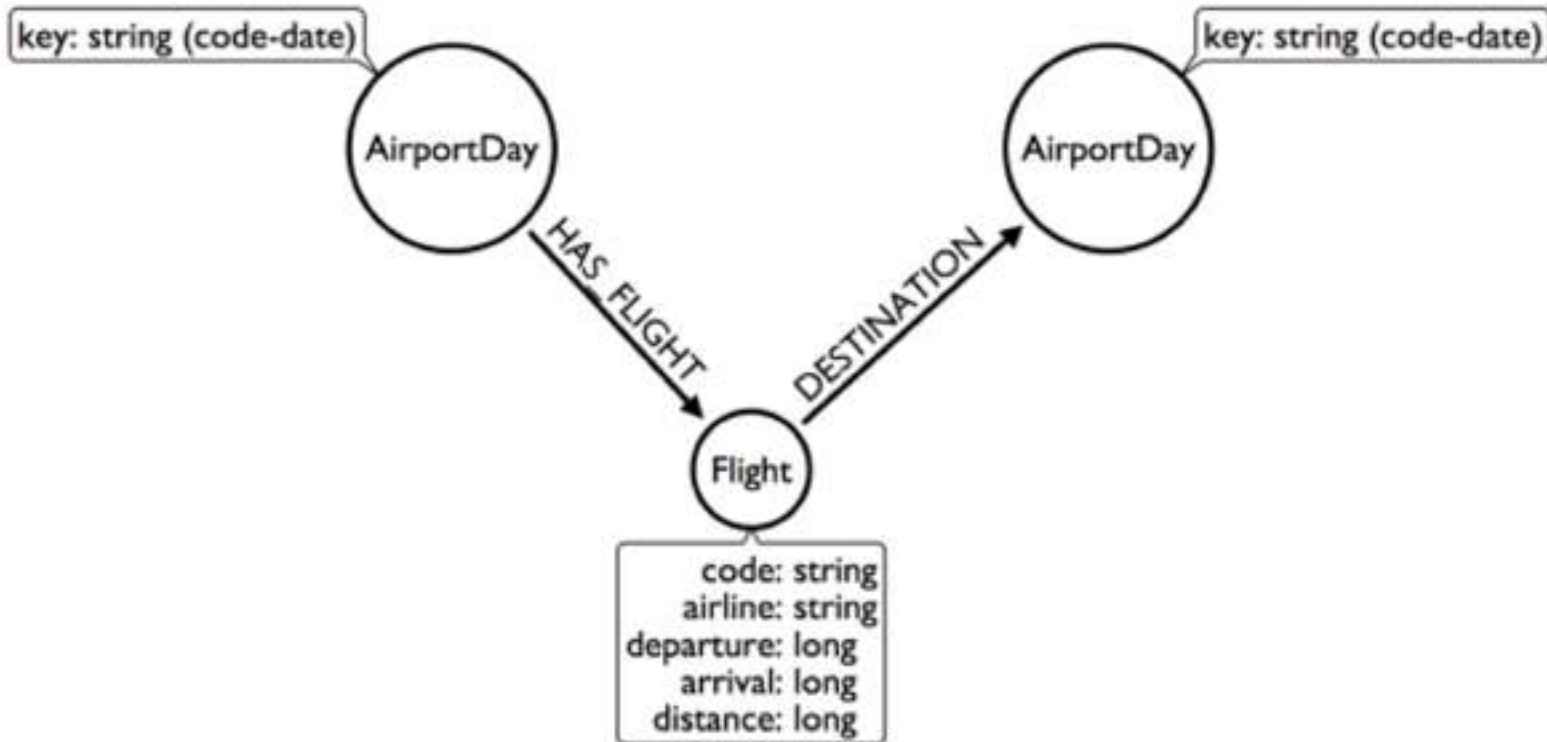 key: string (code-date)
key: string (code-date)
AirportDay
AirportDay
HAS_FLIGHT
DESTINATION
Flight
code: string
airline: string
departure: long
arrival: long
distance: long